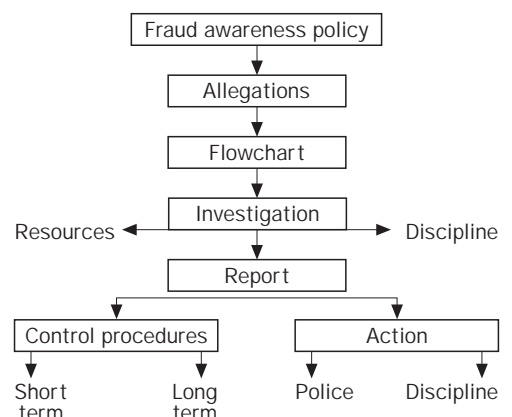 Fraud awareness policy
Allegations
Flowchart
Investigation
Resources
Discipline
Report
Control procedures
Action
Short
term
Long
term
Police
Discipline